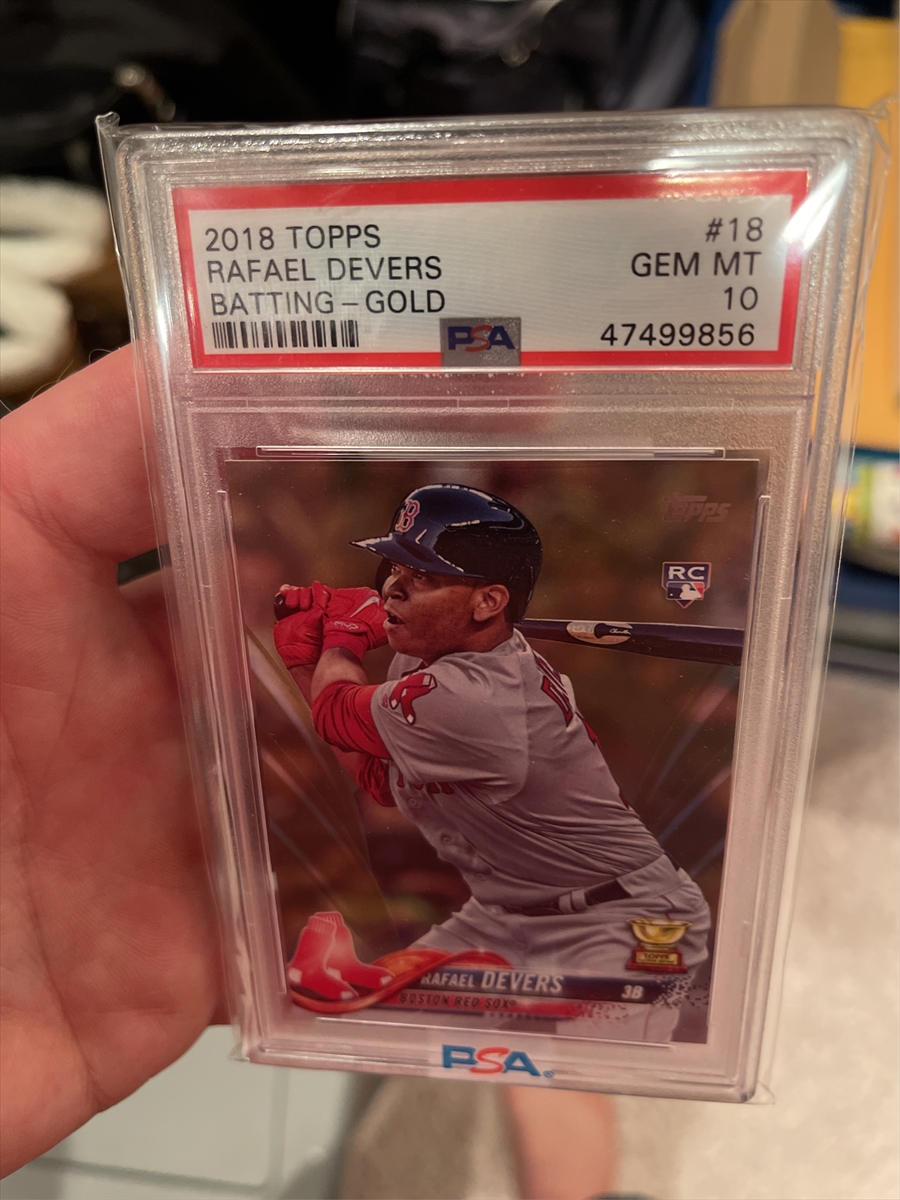 2018 TOPPS #18
RAFAEL DEVERS GEM MT
BATTING - GOLD 10
PSA 47499856
TOPPS
RC
B
TOPPS
RAFAEL DEVERS
3B
BOSTON RED SOX®
PSA®